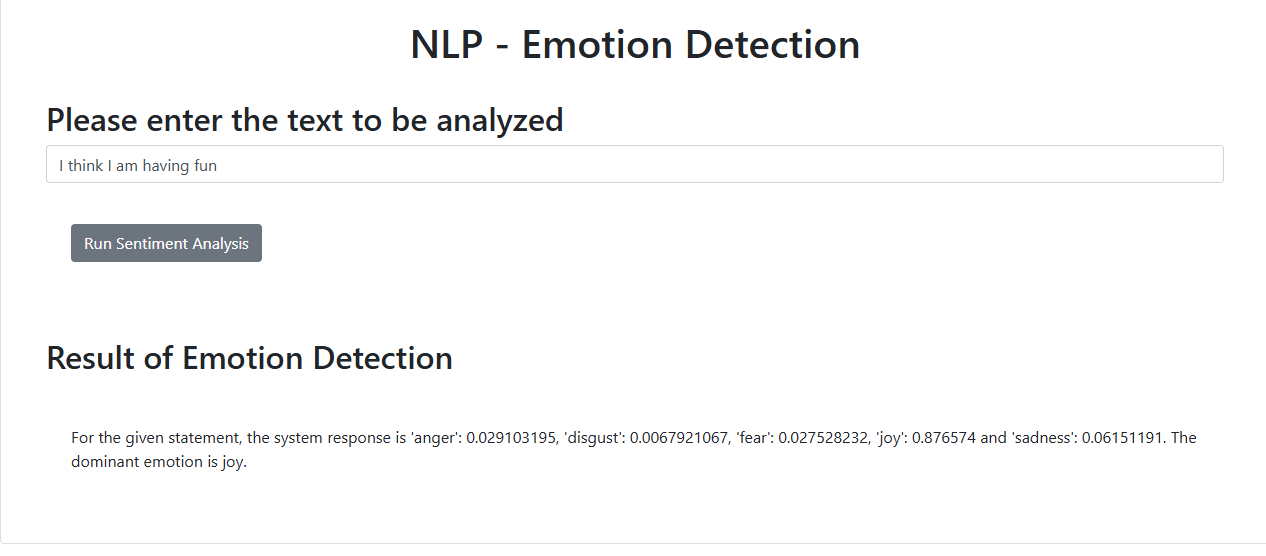 NLP - Emotion Detection
Please enter the text to be analyzed
I think I am having fun
Run Sentiment Analysis
Result of Emotion Detection
For the given statement, the system response is 'anger': 0.029103195, 'disgust': 0.0067921067, 'fear': 0.027528232, 'joy': 0.876574 and 'sadness': 0.06151191. The
dominant emotion is joy.